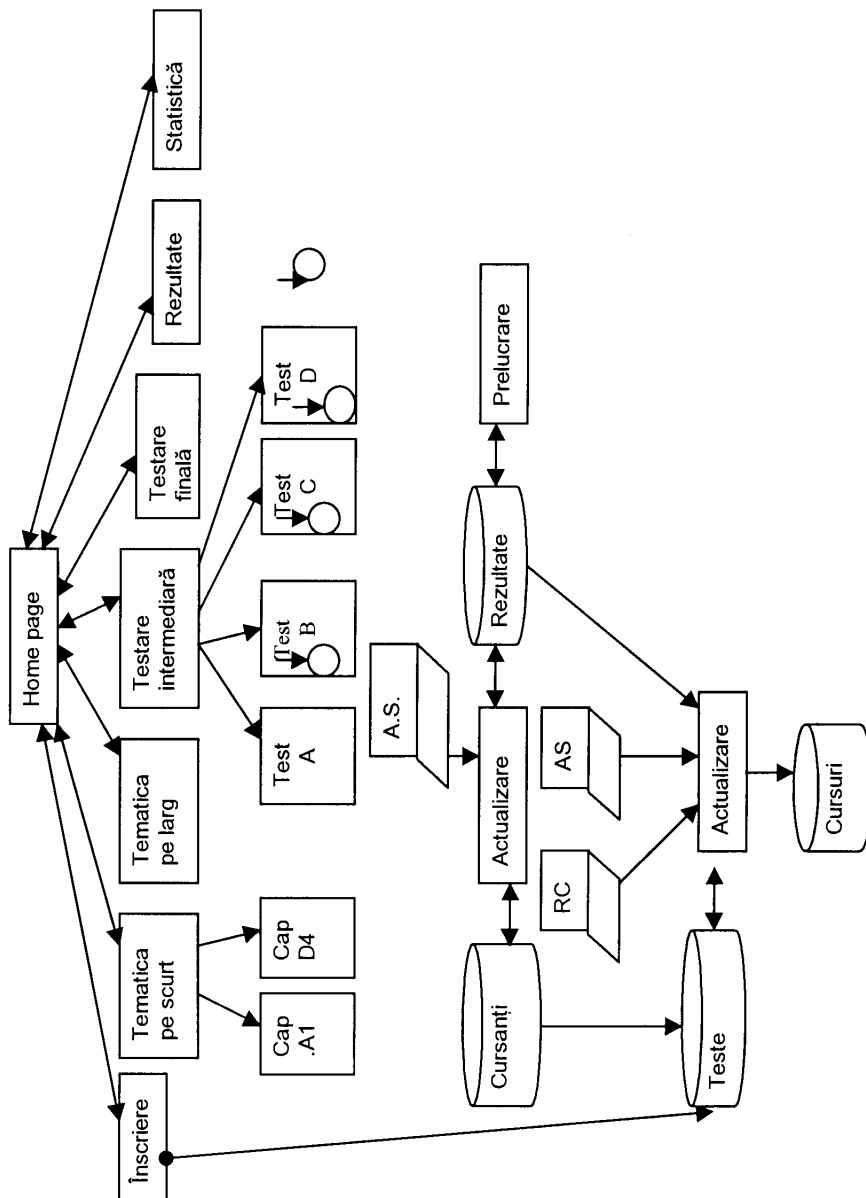 Home page
Înscriere
Tematica
pe scurt
Tematica
pe larg
Testare
intermediară
Testare
finală
Rezultate
Statistică
Cap
.A1
Cap
D4
Test
A
Test
B
Test
C
Test
D
A.S.
Cursanți
Actualizare
Rezultate
Prelucrare
RC
AS
Teste
Actualizare
Cursuri